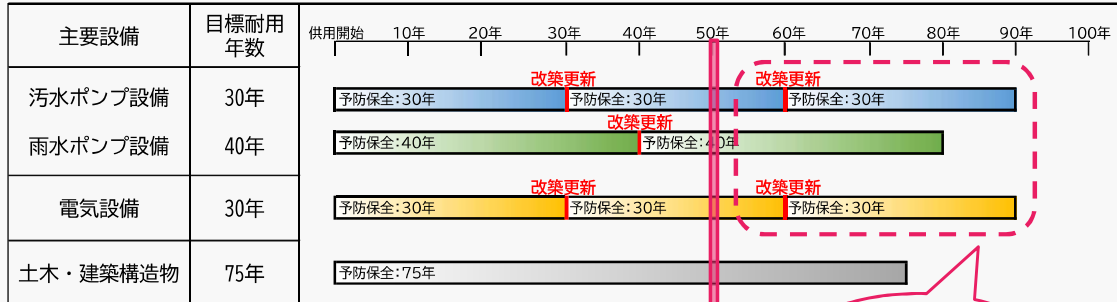 主要設備
目標耐用
年数
供用開始 10年 20年 30年 40年 50年 60年 70年 80年 90年 100年
改築更新 改築更新
汚水ポンプ設備 30年 予防保全:30年 予防保全:30年 予防保全:30年
改築更新
雨水ポンプ設備 40年 予防保全:40年 予防保全:40年
改築更新 改築更新
電気設備 30年 予防保全:30年 予防保全:30年 予防保全:30年
土木・建築構造物 75年 予防保全:75年